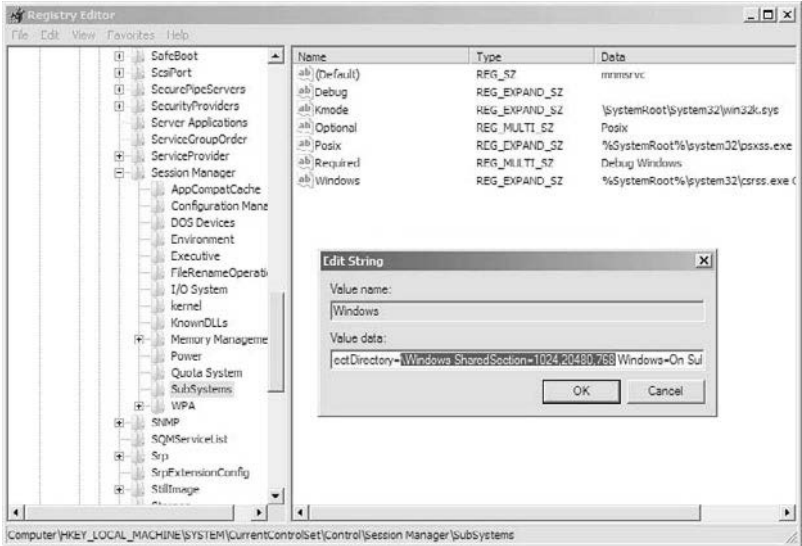 Registry Editor
File Edit View Favorites Help
SafeBoot
ScsiPort
SecurePipeServers
SecurityProviders
Server Applications
ServiceGroupOrder
ServiceProvider
Session Manager
AppCompatCache
Configuration Mana
DOS Devices
Environment
Executive
FileRenameOperati
I/O System
kernel
KnownDLLs
Memory Manageme
Power
Quota System
SubSystems
WPA
SNMP
SQMServiceList
Srp
SrpExtensionConfig
StillImage
Name Type Data
(Default) REG_SZ mnmsrvc
Debug REG_EXPAND_SZ
Kmode REG_EXPAND_SZ \SystemRoot\System32\win32k.sys
Optional REG_MULTI_SZ Posix
Posix REG_EXPAND_SZ %SystemRoot%\system32\psxss.exe
Required REG_MULTI_SZ Debug Windows
Windows REG_EXPAND_SZ %SystemRoot%\system32\csrss.exe
Edit String
Value name:
Windows
Value data:
ectDirectory=\Windows SharedSection=1024,20480,768 Windows=On Sul
OK Cancel
Computer\HKEY_LOCAL_MACHINE\SYSTEM\CurrentControlSet\Control\Session Manager\SubSystems